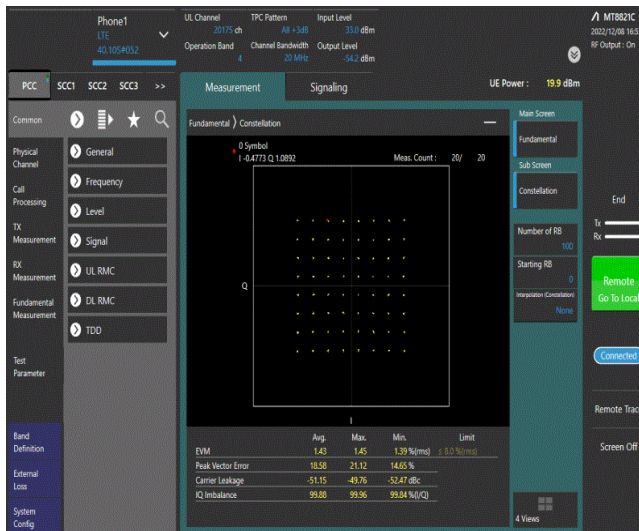 Phone1
LTE
40.10S#052
UL Channel
20175 ch
TPC Pattern
All +3dB
Input Level
33.0 dBm
Operation Band
4
Channel Bandwidth
20 MHz
Output Level
-54.2 dBm
MT8821C
2022/12/08 16:5
RF Output : On
PCC SCC1 SCC2 SCC3 >>
Measurement
Signaling
UE Power : 19.9 dBm
Common
Physical
Channel
Call
Processing
TX
Measurement
RX
Measurement
Fundamental
Measurement
Test
Parameter
Band
Definition
External
Loss
System
Config
General
Frequency
Level
Signal
UL RMC
DL RMC
TDD
Fundamental 〉 Constellation
0 Symbol
I -0.4773 Q 1.0892
Meas. Count : 20/ 20
Q
I
Avg. Max. Min. Limit
EVM 1.43 1.45 1.39 %(rms) ≤ 8.0 %(rms)
Peak Vector Error 18.58 21.12 14.65 %
Carrier Leakage -51.15 -49.76 -52.47 dBc
IQ Imbalance 99.88 99.96 99.84 %(I/Q)
Main Screen
Fundamental
Sub Screen
Constellation
Number of RB
100
Starting RB
0
Interpolation (Constellation)
None
4 Views
End
Tx
Rx
Remote
Go To Local
Connected
Remote Trac
Screen Off